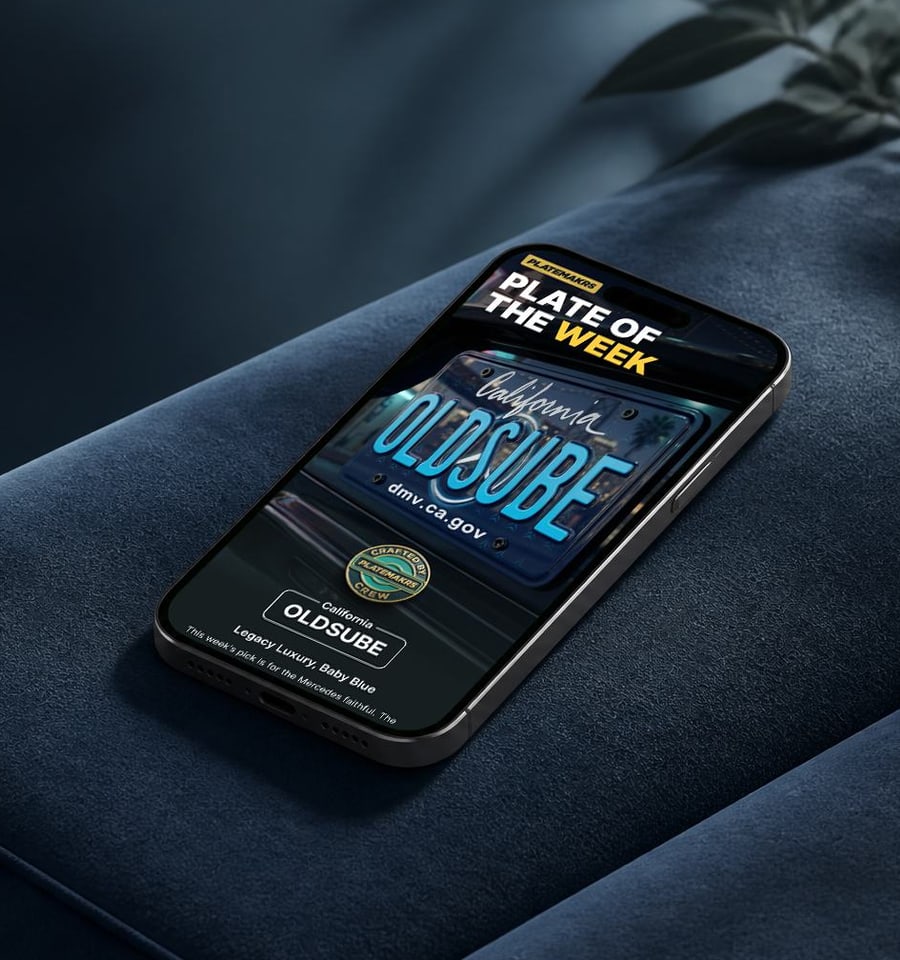 PLATEMAKRS
PLATE OF
THE WEEK
California
OLDSUBE
dmv.ca.gov
CRAFTED BY
PLATEMAKRS
CREW
California
OLDSUBE
Legacy Luxury, Baby Blue
This week's pick is for the Mercedes faithful. The